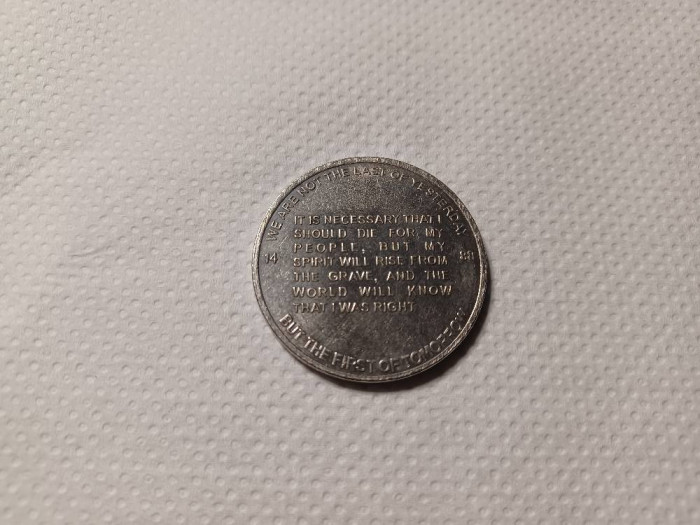 WE ARE NOT THE LAST OF YESTERDAY
IT IS NECESSARY THAT I
SHOULD DIE FOR MY
PEOPLE, BUT MY
SPIRIT WILL RISE FROM
THE GRAVE, AND THE
WORLD WILL KNOW
THAT I WAS RIGHT
14
88
BUT THE FIRST OF TOMORROW